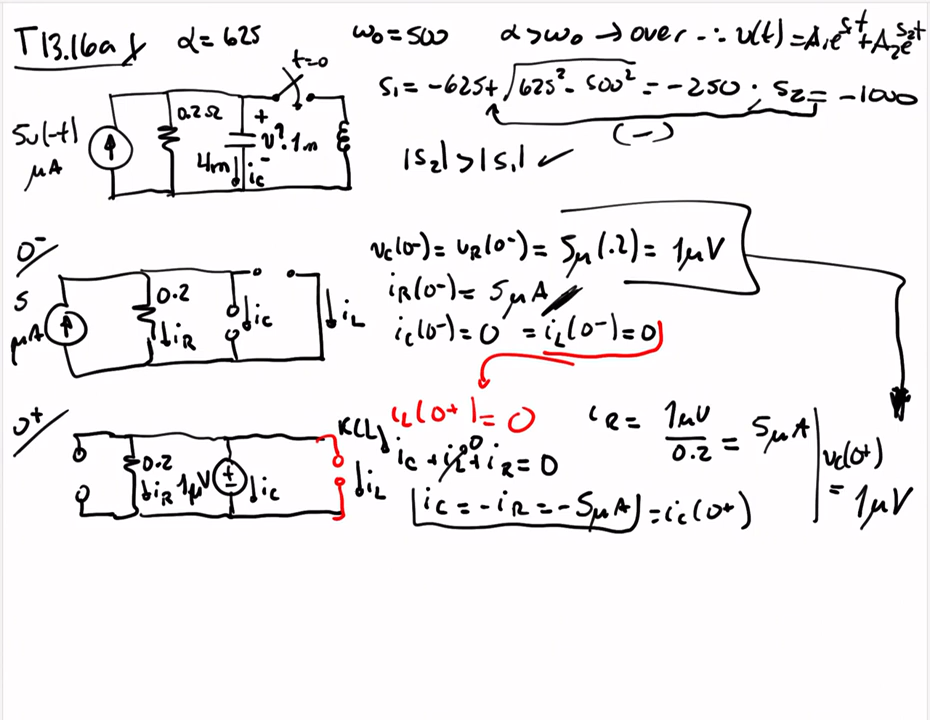 T13.16a α=625 ω₀=500 α>ω₀ → over ∴ v(t)=A₁e^s₁t+A₂e^s₂t
t=0
s₁=-625+√625²-500²=-250. s₂=-1000
(-)
|s₂|>|s₁| ✓
5u(-t)
μA
0.2Ω
+
v?
-
1m
4m
ic
0⁻
5
μA
0.2
iR
ic
iL
vc(0⁻)=vR(0⁻)=5μ(.2)=1μV
iR(0⁻)=5μA
ic(0⁻)=0 =iL(0⁻)=0
0⁺
0.2
iR
1μV
+
-
ic
iL
iL(0⁺)=0
KCL
ic+iL+iR=0
0
ic=-iR=-5μA=ic(0⁺)
iR=1μV/0.2=5μA
vc(0⁺)
=1μV